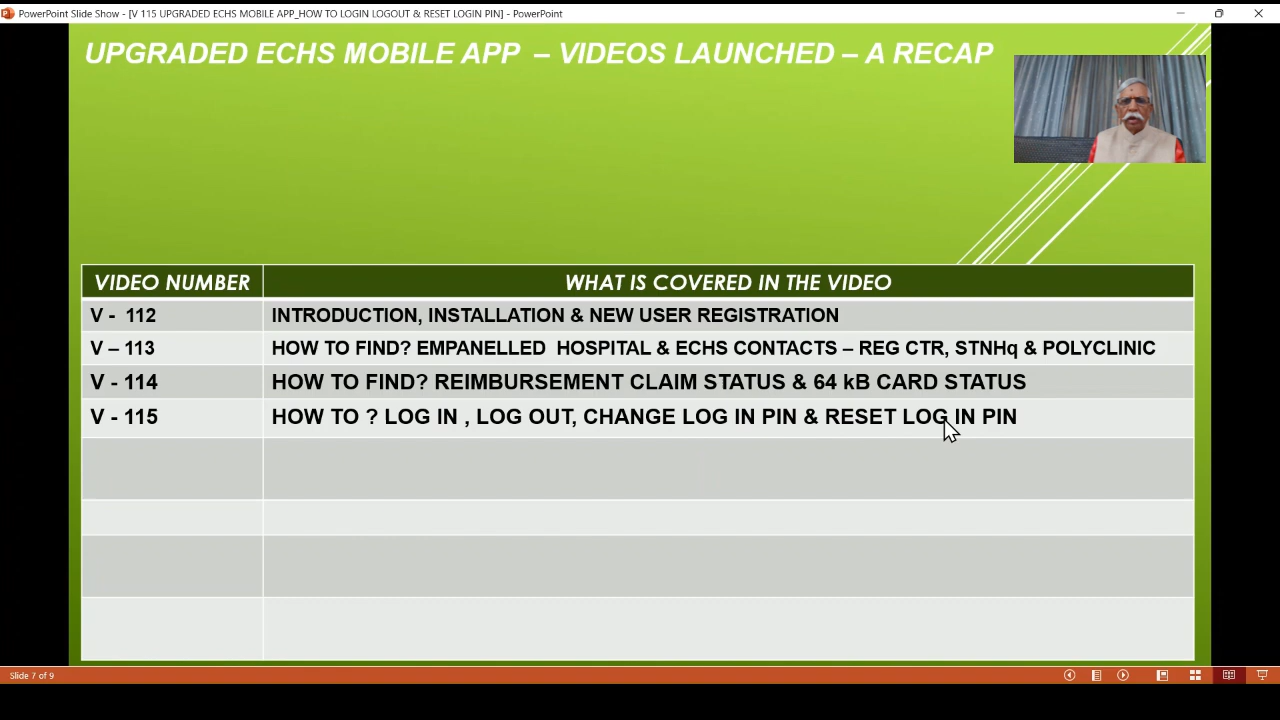 PowerPoint Slide Show - [V 115 UPGRADED ECHS MOBILE APP_HOW TO LOGIN LOGOUT & RESET LOGIN PIN] - PowerPoint
UPGRADED ECHS MOBILE APP – VIDEOS LAUNCHED – A RECAP
VIDEO NUMBER WHAT IS COVERED IN THE VIDEO
V - 112 INTRODUCTION, INSTALLATION & NEW USER REGISTRATION
V – 113 HOW TO FIND? EMPANELLED HOSPITAL & ECHS CONTACTS – REG CTR, STNHq & POLYCLINIC
V - 114 HOW TO FIND? REIMBURSEMENT CLAIM STATUS & 64 kB CARD STATUS
V - 115 HOW TO ? LOG IN , LOG OUT, CHANGE LOG IN PIN & RESET LOG IN PIN
Slide 7 of 9